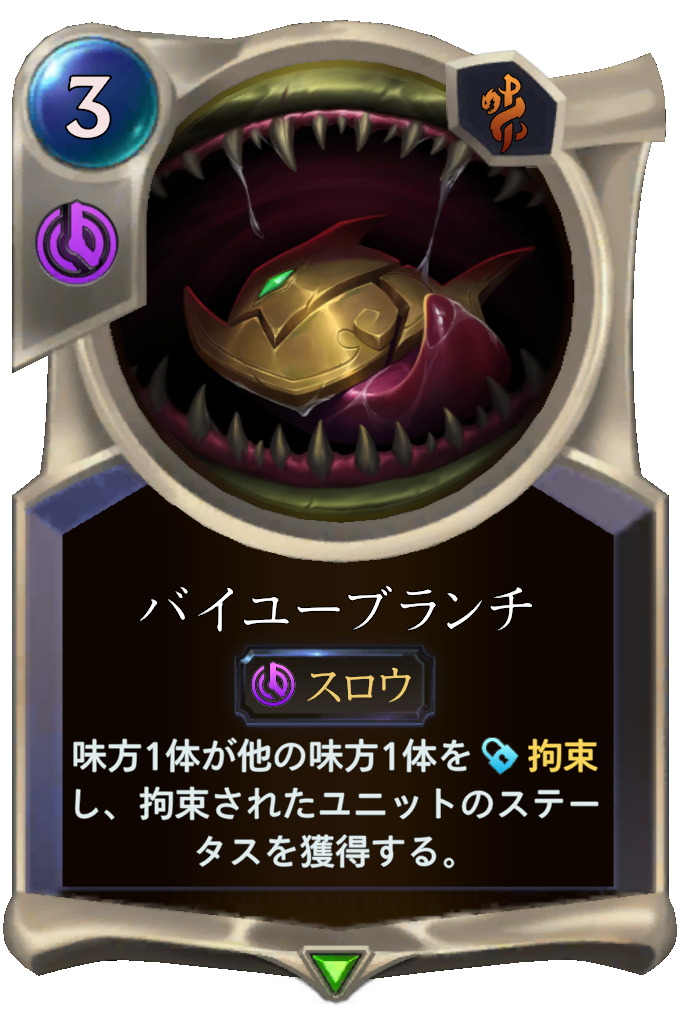 3
バイユーブランチ
スロウ
味方1体が他の味方1体を 拘束
し、拘束されたユニットのステー
タスを獲得する。